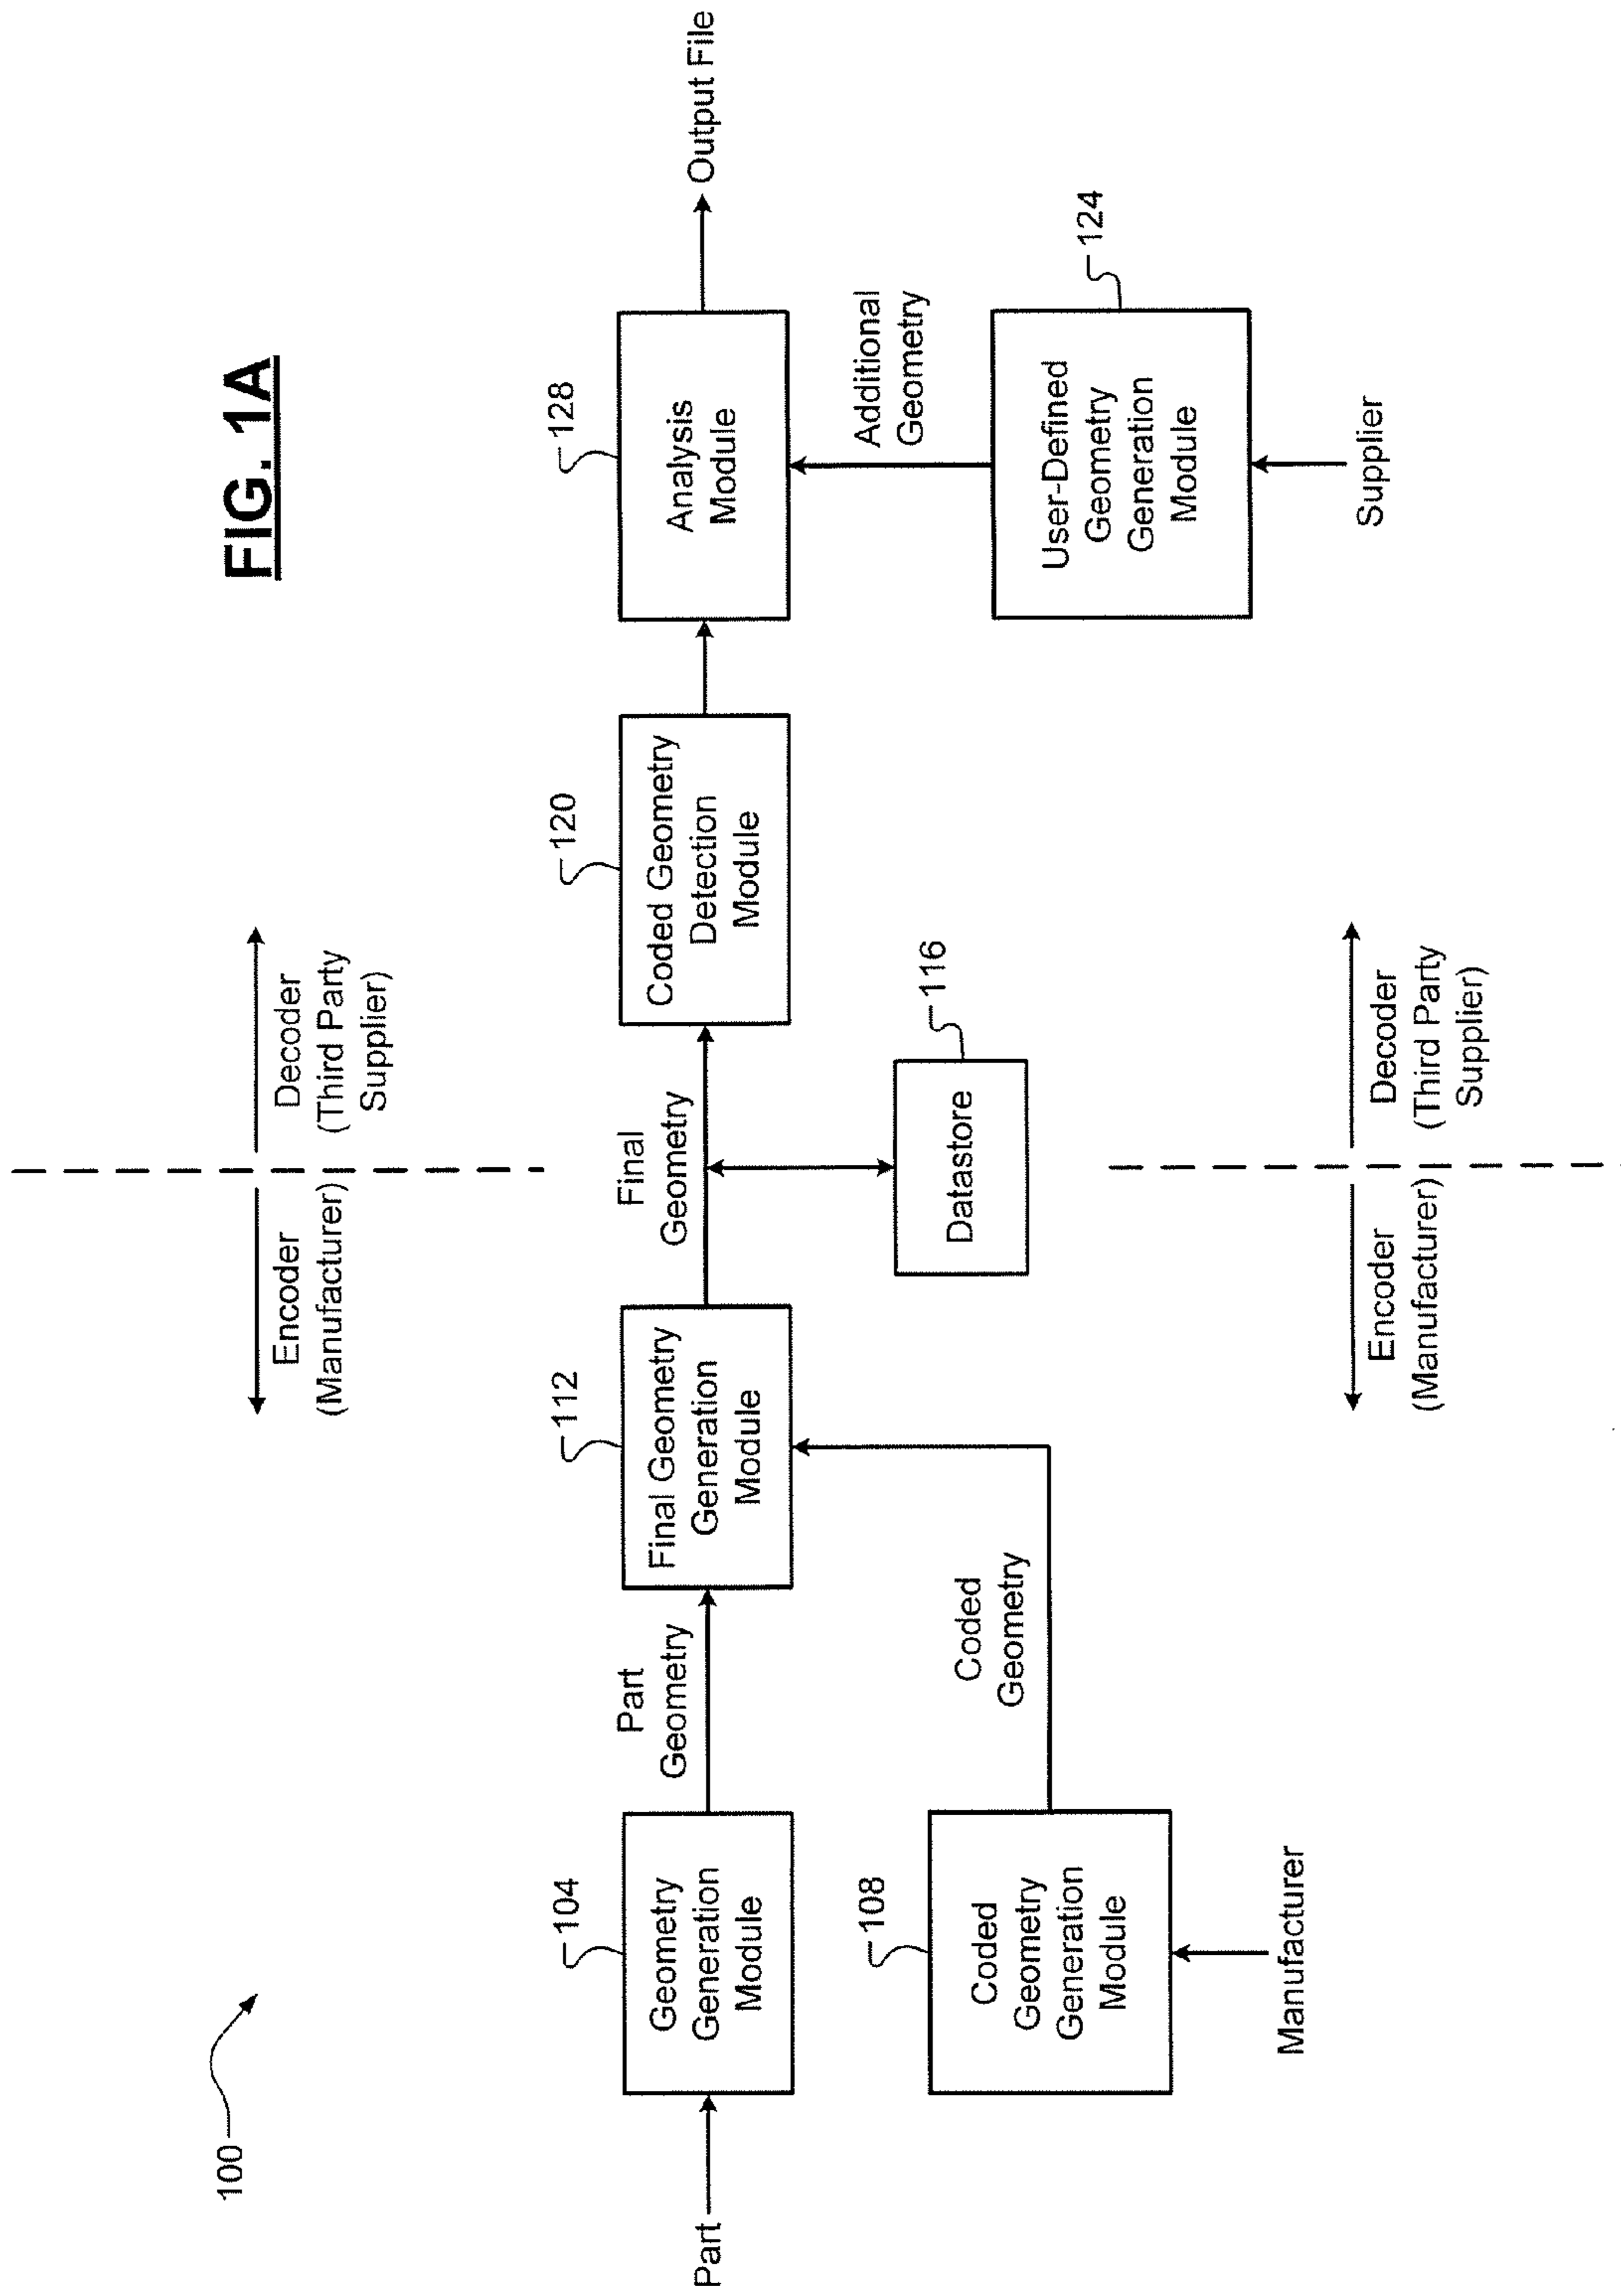 FIG. 1A
100
Encoder
(Manufacturer)
Decoder
(Third Party
Supplier)
Part
104
Geometry
Generation
Module
Part
Geometry
112
Final Geometry
Generation
Module
Final
Geometry
120
Coded Geometry
Detection
Module
128
Analysis
Module
Output File
108
Coded
Geometry
Generation
Module
Manufacturer
Coded
Geometry
116
Datastore
Additional
Geometry
124
User-Defined
Geometry
Generation
Module
Supplier
Encoder
(Manufacturer)
Decoder
(Third Party
Supplier)